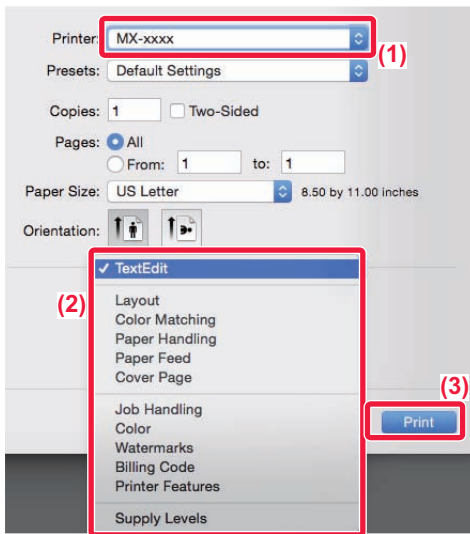 Printer: MX-xxxx
(1)
Presets: Default Settings
Copies: 1 Two-Sided
Pages: All
From: 1 to: 1
Paper Size: US Letter 8.50 by 11.00 inches
Orientation:
✓ TextEdit
(2)
Layout
Color Matching
Paper Handling
Paper Feed
Cover Page
(3)
Job Handling
Color
Print
Watermarks
Billing Code
Printer Features
Supply Levels